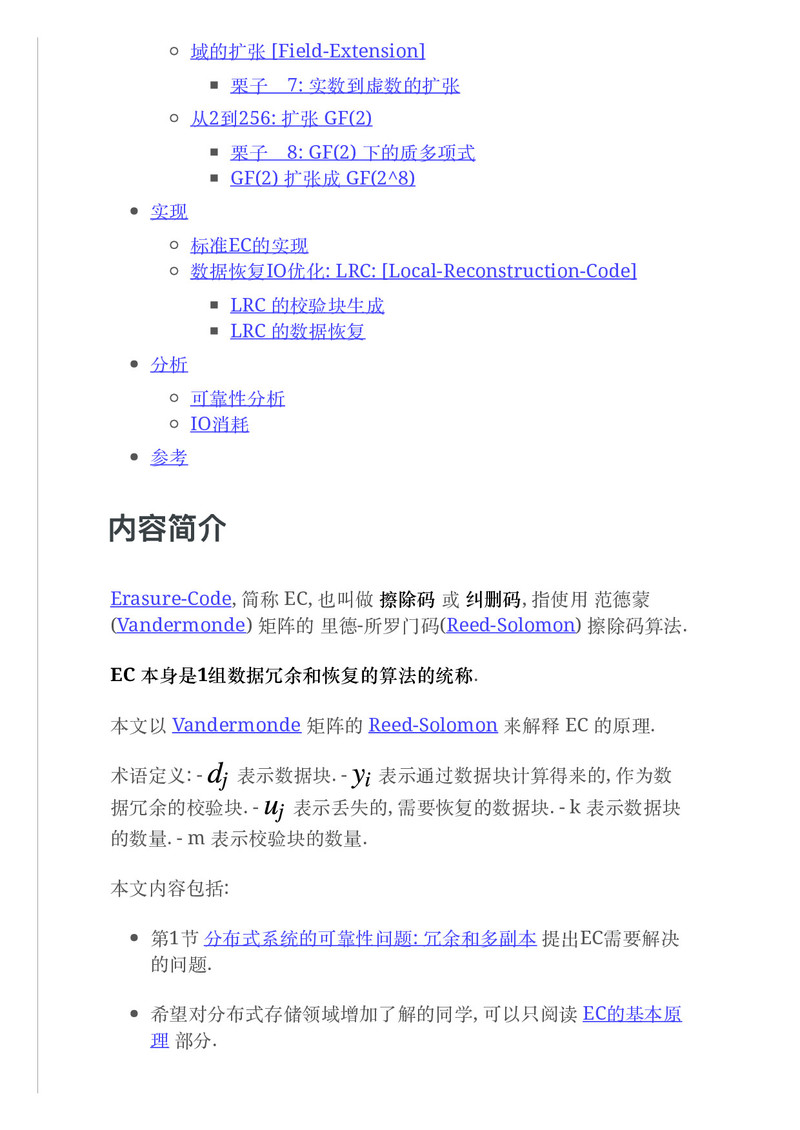 域的扩张 [Field-Extension]
栗子　7: 实数到虚数的扩张
从2到256: 扩张 GF(2)
栗子　8: GF(2) 下的质多项式
GF(2) 扩张成 GF(2^8)
实现
标准EC的实现
数据恢复IO优化: LRC: [Local-Reconstruction-Code]
LRC 的校验块生成
LRC 的数据恢复
分析
可靠性分析
IO消耗
参考
内容简介
Erasure-Code, 简称 EC, 也叫做 擦除码 或 纠删码, 指使用 范德蒙
(Vandermonde) 矩阵的 里德-所罗门码(Reed-Solomon) 擦除码算法.
EC 本身是1组数据冗余和恢复的算法的统称.
本文以 Vandermonde 矩阵的 Reed-Solomon 来解释 EC 的原理.
术语定义: - dj 表示数据块. - yi 表示通过数据块计算得来的, 作为数
据冗余的校验块. - uj 表示丢失的, 需要恢复的数据块. - k 表示数据块
的数量. - m 表示校验块的数量.
本文内容包括:
第1节 分布式系统的可靠性问题: 冗余和多副本 提出EC需要解决
的问题.
希望对分布式存储领域增加了解的同学, 可以只阅读 EC的基本原
理 部分.